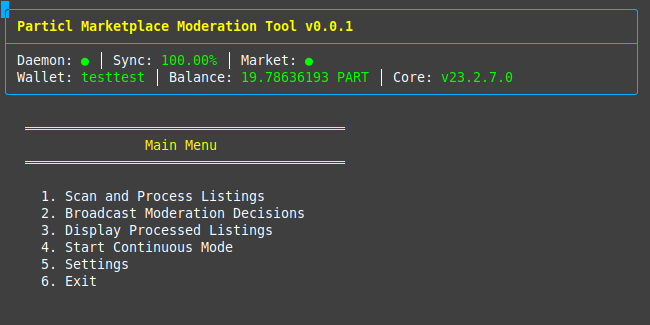 Particl Marketplace Moderation Tool v0.0.1
Daemon: ● │ Sync: 100.00% │ Market: ●
Wallet: testtest │ Balance: 19.78636193 PART │ Core: v23.2.7.0
Main Menu
1. Scan and Process Listings
2. Broadcast Moderation Decisions
3. Display Processed Listings
4. Start Continuous Mode
5. Settings
6. Exit